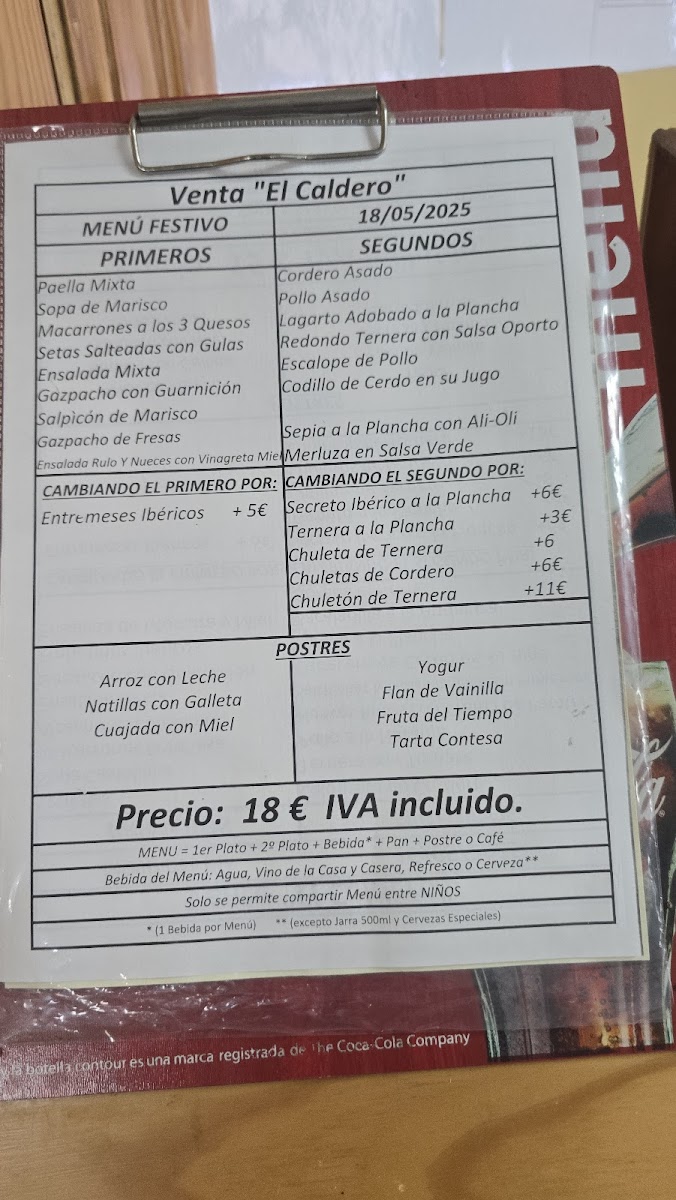 menu
Venta "El Caldero"
MENÚ FESTIVO
18/05/2025
PRIMEROS
Paella Mixta
Sopa de Marisco
Macarrones a los 3 Quesos
Setas Salteadas con Gulas
Ensalada Mixta
Gazpacho con Guarnición
Salpicón de Marisco
Gazpacho de Fresas
Ensalada Rulo Y Nueces con Vinagreta Miel
SEGUNDOS
Cordero Asado
Pollo Asado
Lagarto Adobado a la Plancha
Redondo Ternera con Salsa Oporto
Escalope de Pollo
Codillo de Cerdo en su Jugo
Sepia a la Plancha con Ali-Oli
Merluza en Salsa Verde
CAMBIANDO EL PRIMERO POR:
Entremeses Ibéricos + 5€
CAMBIANDO EL SEGUNDO POR:
Secreto Ibérico a la Plancha +6€
Ternera a la Plancha +3€
Chuleta de Ternera +6
Chuletas de Cordero +6€
Chuletón de Ternera +11€
POSTRES
Arroz con Leche
Natillas con Galleta
Cuajada con Miel
Yogur
Flan de Vainilla
Fruta del Tiempo
Tarta Contesa
Precio: 18 € IVA incluido.
MENU = 1er Plato + 2º Plato + Bebida* + Pan + Postre o Café
Bebida del Menú: Agua, Vino de la Casa y Casera, Refresco o Cerveza**
Solo se permite compartir Menú entre NIÑOS
* (1 Bebida por Menú) ** (excepto Jarra 500ml y Cervezas Especiales)
la botella contour es una marca registrada de The Coca-Cola Company